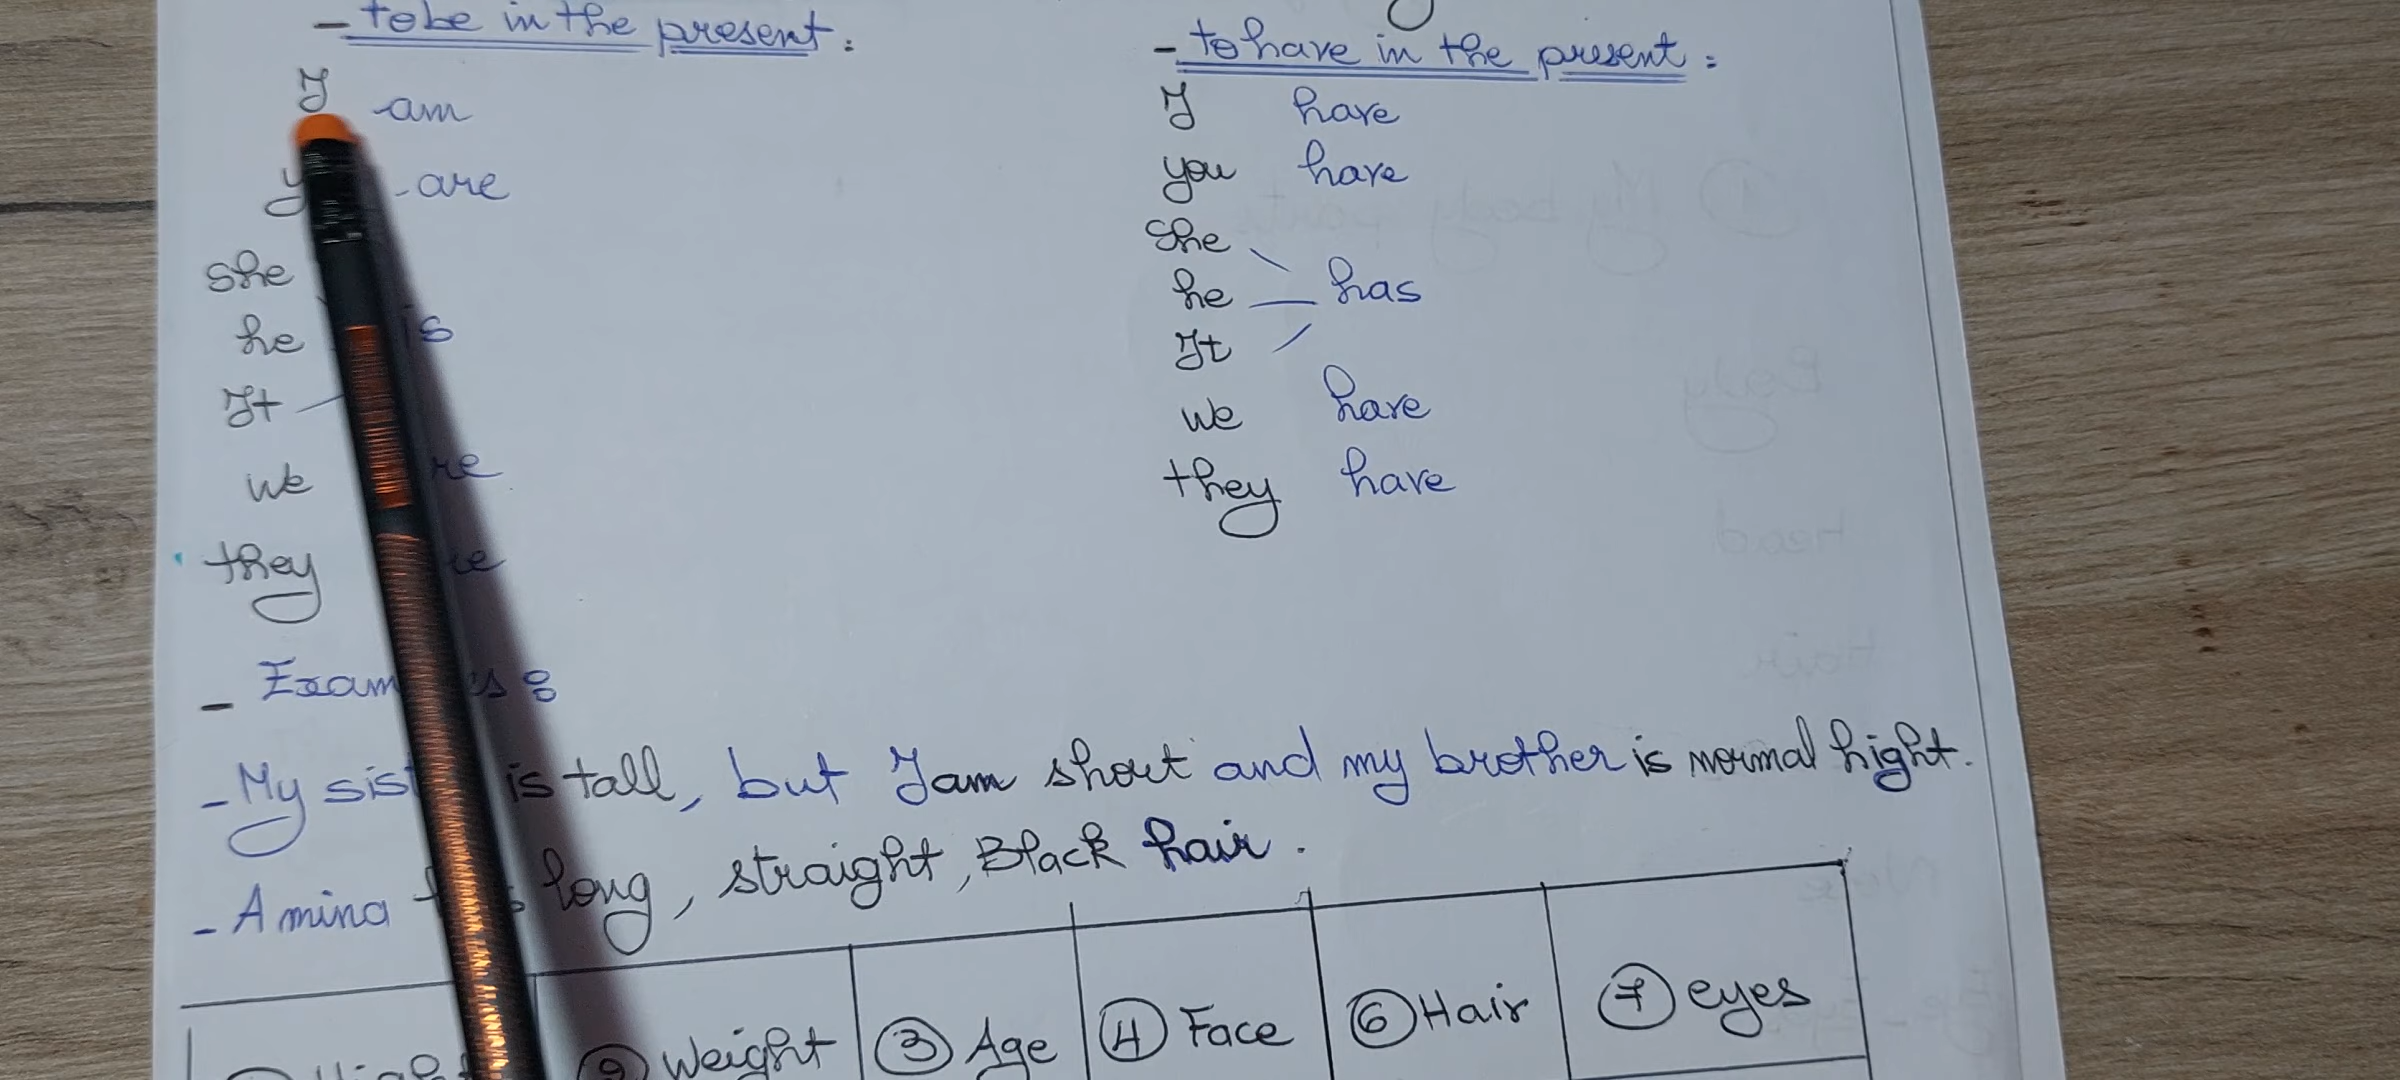 - to be in the present :
I am
are
she
he is
It
we
they
- Examples :
- to have in the present :
I have
you have
she
he has
It
we have
they have
- My is tall, but I am short and my brother is normal hight.
- Amina long, straight, Black hair.
② Weight ③ Age ④ Face ⑥ Hair ⑦ eyes